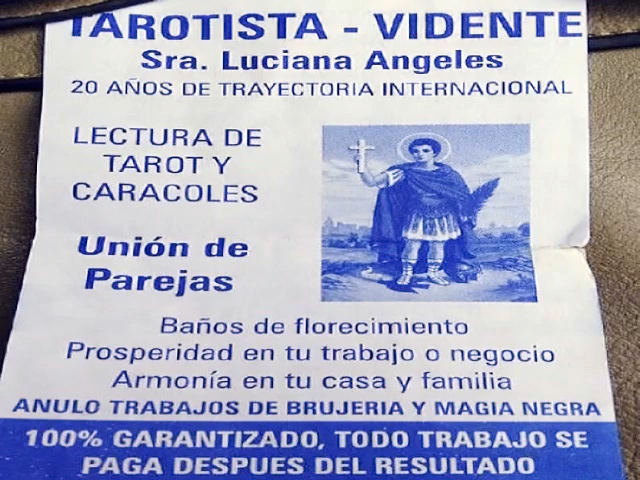 TAROTISTA - VIDENTE
Sra. Luciana Angeles
20 AÑOS DE TRAYECTORIA INTERNACIONAL
LECTURA DE
TAROT Y
CARACOLES
Unión de
Parejas
Baños de florecimiento
Prosperidad en tu trabajo o negocio
Armonía en tu casa y familia
ANULO TRABAJOS DE BRUJERIA Y MAGIA NEGRA
100% GARANTIZADO, TODO TRABAJO SE
PAGA DESPUES DEL RESULTADO